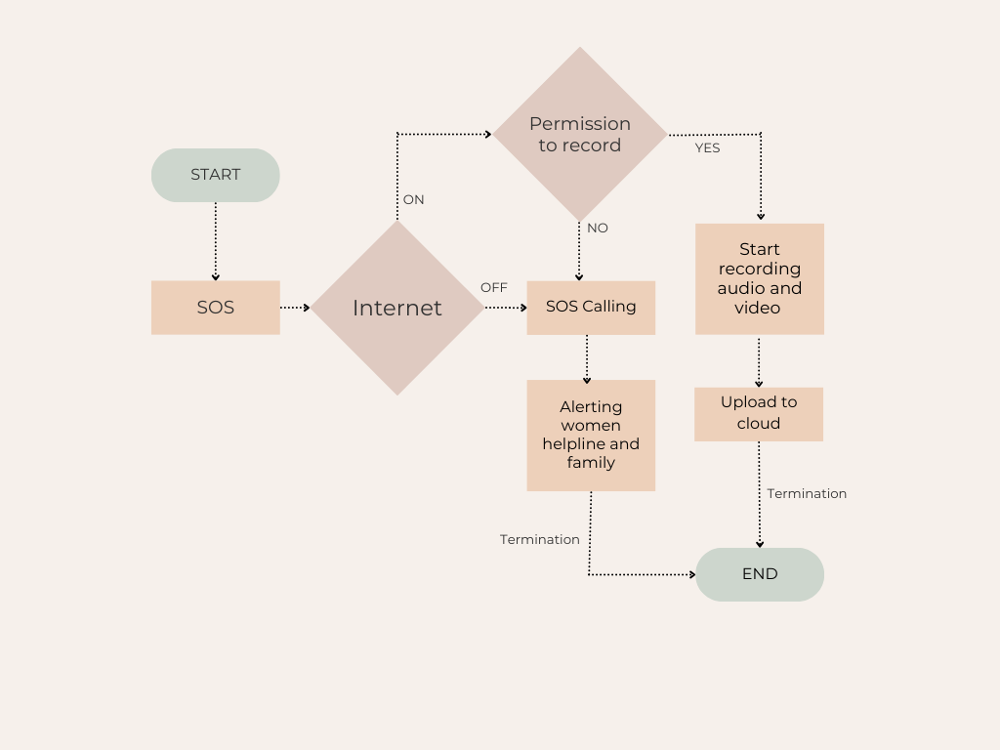 START
SOS
Internet
ON
OFF
Permission
to record
YES
NO
SOS Calling
Alerting
women
helpline and
family
Termination
Start
recording
audio and
video
Upload to
cloud
Termination
END